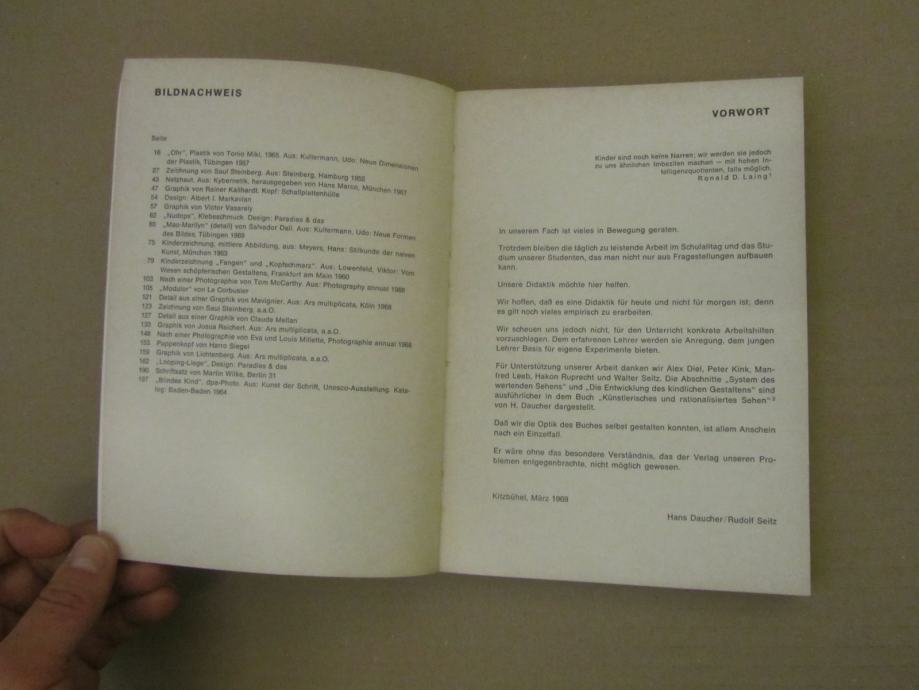 BILDNACHWEIS
Seite
16 „Ohr“, Plastik von Tonio Mikl, 1965. Aus: Kultermann, Udo: Neue Dimensionen
der Plastik, Tübingen 1967
27 Zeichnung von Saul Steinberg. Aus: Steinberg, Hamburg
43 Netzhaut. Aus: Kybernetik, herausgegeben von Hans Marco, München 1967
47 Graphik von Rainer Kallhardt. Kopf: Schallplattenhülle
54 Design: Albert I. Markavian
57 Graphik von Victor Vasarely
62 „Nudops“, Klebeschmuck. Design: Paradies & das
65 „Mao-Marilyn“ (detail) von Salvador Dali. Aus: Kultermann, Udo: Neue Formen
des Bildes, Tübingen 1969
75 Kinderzeichnung, mittlere Abbildung, aus: Meyers, Hans: Stilkunde der naiven
Kunst, München
79 Kinderzeichnung „Fangen“ und „Kopfschmerz“. Aus: Lowenfeld, Viktor: Vom
Wesen schöpferischen Gestaltens, Frankfurt am Main 1960
103 Nach einer Photographie von Tom McCarthy. Aus: Photography annual 1968
105 „Modulor“ von Le Corbusier
121 Detail aus einer Graphik von Mavignier. Aus: Ars multiplicata, Köln 1968
123 Zeichnung von Saul Steinberg, a.a.O.
127 Detail aus einer Graphik von Claude Mellan
133 Graphik von Josua Reichert. Aus: Ars multiplicata, a.a.O.
148 Nach einer Photographie von Eva und Louis Millette, Photographie annual 1968
153 Puppenkopf von Harro Siegel
159 Graphik von Lichtenberg. Aus: Ars multiplicata, a.a.O.
162 „Looping-Liege“, Design: Paradies & das
190 Schriftsatz von Martin Wilke, Berlin 31
197 „Blindes Kind“, dpa-Photo. Aus: Kunst der Schrift, Unesco-Ausstellung. Kata-
log: Baden-Baden 1964
VORWORT
Kinder sind noch keine Narren; wir werden sie jedoch
zu uns ähnlichen Imbezilen machen — mit hohen In-
telligenzquotienten, falls möglich.
Ronald D. Laing¹
In unserem Fach ist vieles in Bewegung geraten.
Trotzdem bleiben die täglich zu leistende Arbeit im Schulalltag und das Stu-
dium unserer Studenten, das man nicht nur aus Fragestellungen aufbauen
kann.
Unsere Didaktik möchte hier helfen.
Wir hoffen, daß es eine Didaktik für heute und nicht für morgen ist; denn
es gilt noch vieles empirisch zu erarbeiten.
Wir scheuen uns jedoch nicht, für den Unterricht konkrete Arbeitshilfen
vorzuschlagen. Dem erfahrenen Lehrer werden sie Anregung, dem jungen
Lehrer Basis für eigene Experimente bieten.
Für Unterstützung unserer Arbeit danken wir Alex Diel, Peter Kink, Man-
fred Leeb, Hakon Ruprecht und Walter Seitz. Die Abschnitte „System des
wertenden Sehens“ und „Die Entwicklung des kindlichen Gestaltens“ sind
ausführlicher in dem Buch „Künstlerisches und rationalisiertes Sehen“²
von H. Daucher dargestellt.
Daß wir die Optik des Buches selbst gestalten konnten, ist allem Anschein
nach ein Einzelfall.
Er wäre ohne das besondere Verständnis, das der Verlag unseren Pro-
blemen entgegenbrachte, nicht möglich gewesen.
Kitzbühel, März 1969
Hans Daucher/Rudolf Seitz